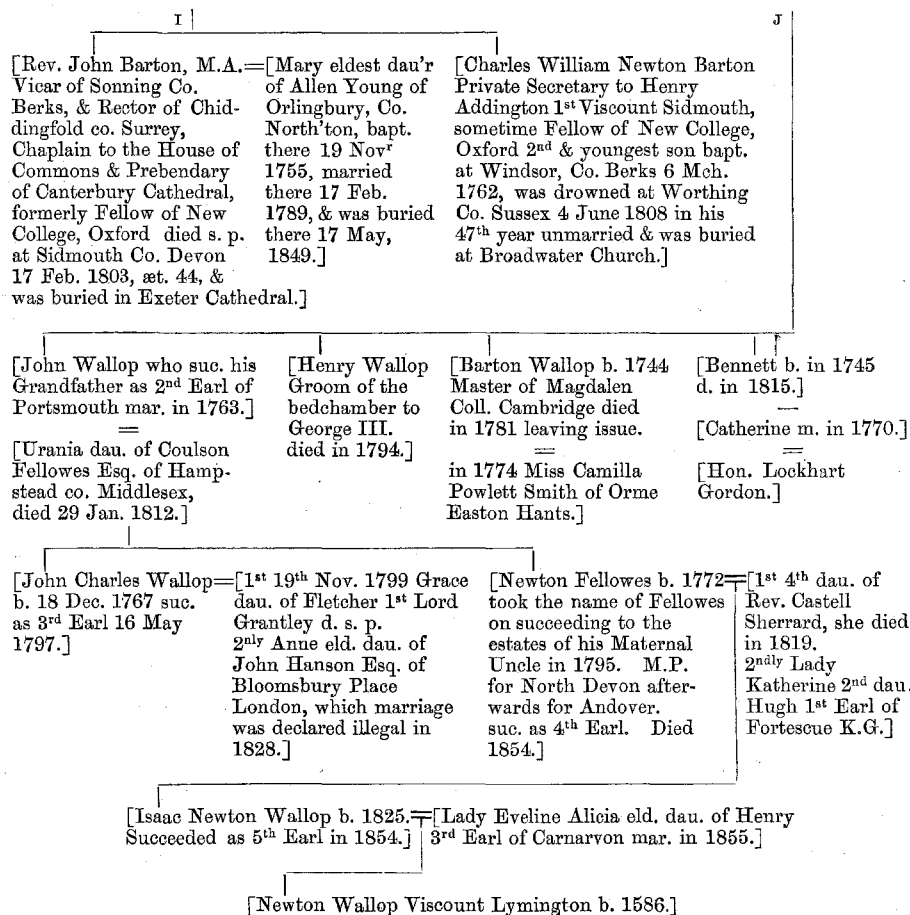 I
J
[Rev. John Barton, M.A.=
Vicar of Sonning Co.
Berks, & Rector of Chid-
dingfold co. Surrey,
Chaplain to the House of
Commons & Prebendary
of Canterbury Cathedral,
formerly Fellow of New
College, Oxford died s. p.
at Sidmouth Co. Devon
17 Feb. 1803, æt. 44, &
was buried in Exeter Cathedral.]
[Mary eldest dau'r
of Allen Young of
Orlingbury, Co.
North'ton, bapt.
there 19 Novr
1755, married
there 17 Feb.
1789, & was buried
there 17 May,
1849.]
[Charles William Newton Barton
Private Secretary to Henry
Addington 1st Viscount Sidmouth,
sometime Fellow of New College,
Oxford 2nd & youngest son bapt.
at Windsor, Co. Berks 6 Mch.
1762, was drowned at Worthing
Co. Sussex 4 June 1808 in his
47th year unmarried & was buried
at Broadwater Church.]
[John Wallop who suc. his
Grandfather as 2nd Earl of
Portsmouth mar. in 1763.]
=
[Urania dau. of Coulson
Fellowes Esq. of Hamp-
stead co. Middlesex,
died 29 Jan. 1812.]
[Henry Wallop
Groom of the
bedchamber to
George III.
died in 1794.]
[Barton Wallop b. 1744
Master of Magdalen
Coll. Cambridge died
in 1781 leaving issue.
=
in 1774 Miss Camilla
Powlett Smith of Orme
Easton Hants.]
[Bennett b. in 1745
d. in 1815.]
—
[Catherine m. in 1770.]
=
[Hon. Lockhart
Gordon.]
[John Charles Wallop=
b. 18 Dec. 1767 suc.
as 3rd Earl 16 May
1797.]
[1st 19th Nov. 1799 Grace
dau. of Fletcher 1st Lord
Grantley d. s. p.
2nly Anne eld. dau. of
John Hanson Esq. of
Bloomsbury Place
London, which marriage
was declared illegal in
1828.]
[Newton Fellowes b. 1772=
took the name of Fellowes
on succeeding to the
estates of his Maternal
Uncle in 1795. M.P.
for North Devon after-
wards for Andover.
suc. as 4th Earl. Died
1854.]
[1st 4th dau. of
Rev. Castell
Sherrard, she died
in 1819.
2ndly Lady
Katherine 2nd dau.
Hugh 1st Earl of
Fortescue K.G.]
[Isaac Newton Wallop b. 1825.=
Succeeded as 5th Earl in 1854.]
[Lady Eveline Alicia eld. dau. of Henry
3rd Earl of Carnarvon mar. in 1855.]
[Newton Wallop Viscount Lymington b. 1586.]